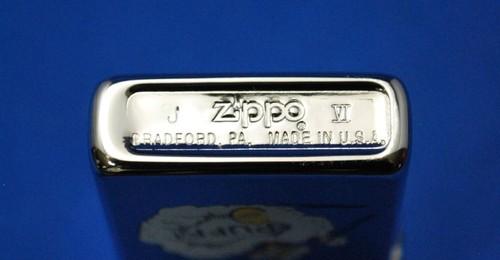 J Zippo ® VI
BRADFORD, PA. MADE IN U.S.A.